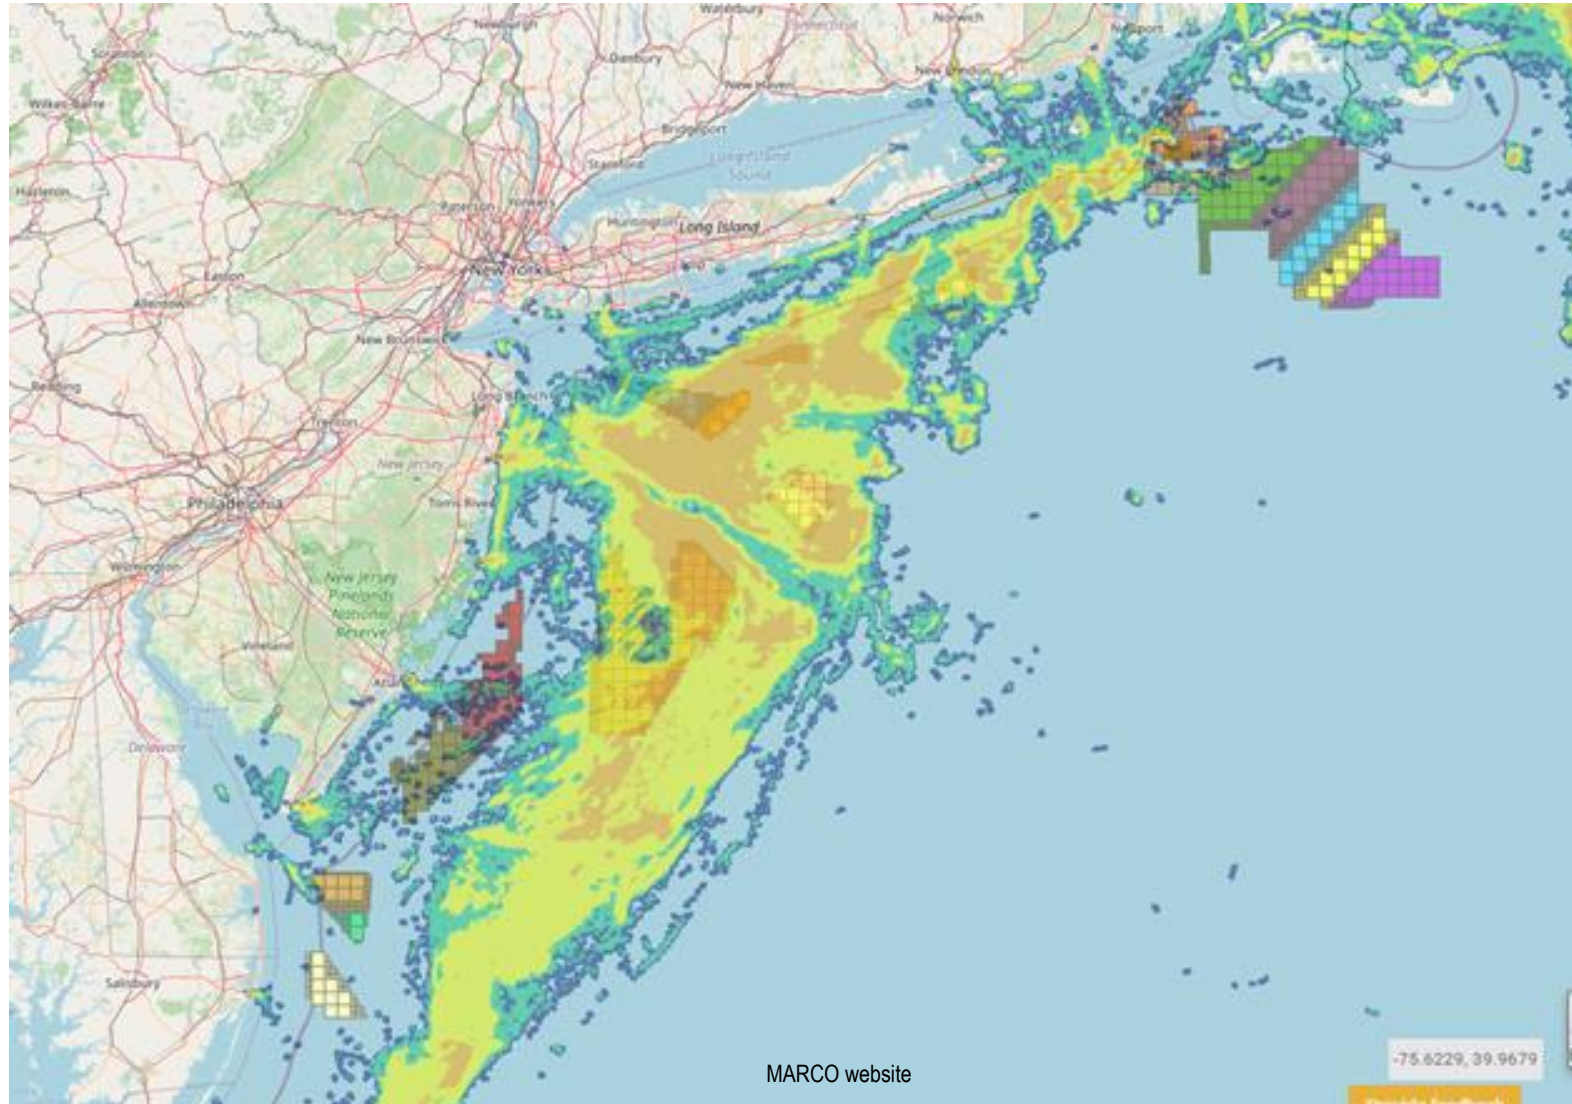 Waterbury
Newburgh
Norwich
Newport
Scranton
Danbury
New London
New Haven
Wilkes-Barre
Bridgeport
Stamford
Long Island
Sound
Hazleton
Paterson
Yonkers
Huntington
Long Island
New York
Easton
Allentown
New Brunswick
Reading
Long Branch
Trenton
New Jersey
Toms River
Philadelphia
Wilmington
New Jersey
Pinelands
National
Reserve
Vineland
Delaware
Salisbury
MARCO website
-75.6229, 39.9679